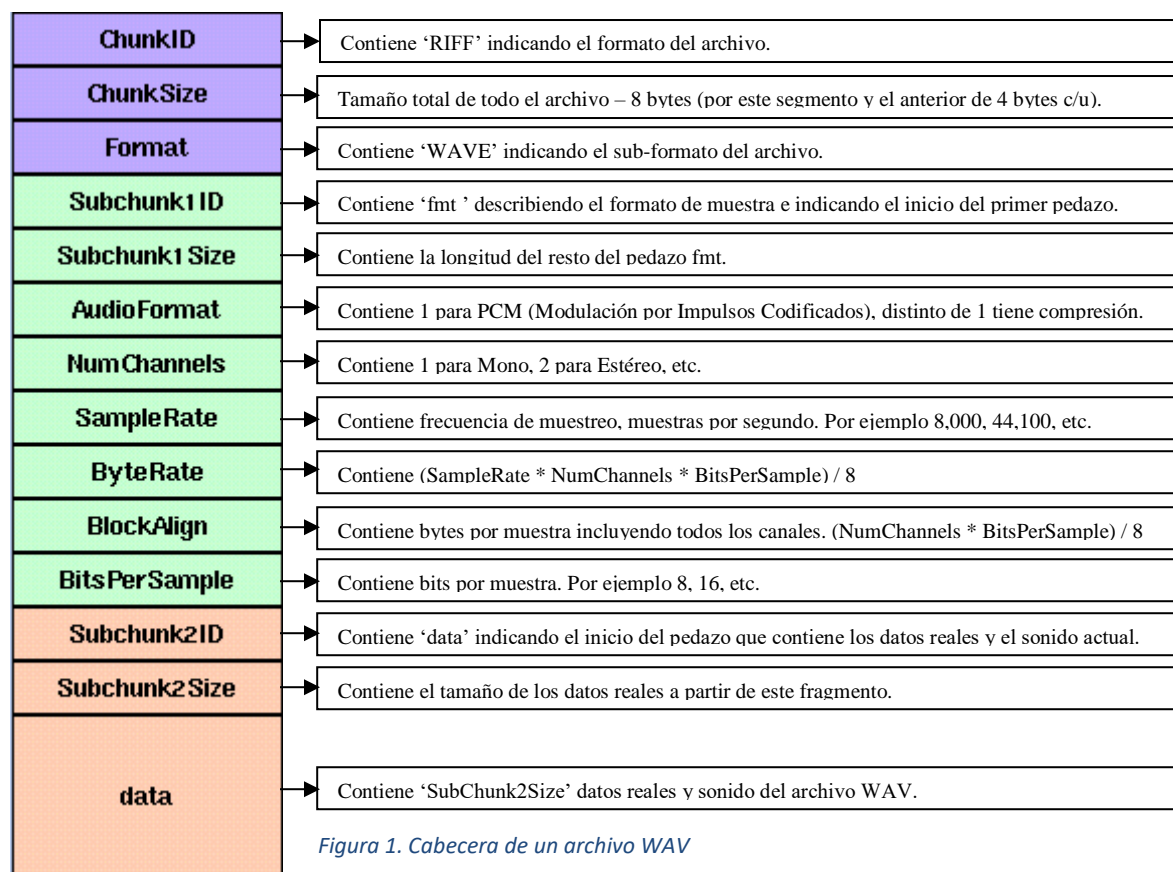 ChunkID
Contiene ‘RIFF’ indicando el formato del archivo.
ChunkSize
Tamaño total de todo el archivo – 8 bytes (por este segmento y el anterior de 4 bytes c/u).
Format
Contiene ‘WAVE’ indicando el sub-formato del archivo.
Subchunk1ID
Contiene ‘fmt ’ describiendo el formato de muestra e indicando el inicio del primer pedazo.
Subchunk1Size
Contiene la longitud del resto del pedazo fmt.
AudioFormat
Contiene 1 para PCM (Modulación por Impulsos Codificados), distinto de 1 tiene compresión.
NumChannels
Contiene 1 para Mono, 2 para Estéreo, etc.
SampleRate
Contiene frecuencia de muestreo, muestras por segundo. Por ejemplo 8,000, 44,100, etc.
ByteRate
Contiene (SampleRate * NumChannels * BitsPerSample) / 8
BlockAlign
Contiene bytes por muestra incluyendo todos los canales. (NumChannels * BitsPerSample) / 8
BitsPerSample
Contiene bits por muestra. Por ejemplo 8, 16, etc.
Subchunk2ID
Contiene ‘data’ indicando el inicio del pedazo que contiene los datos reales y el sonido actual.
Subchunk2Size
Contiene el tamaño de los datos reales a partir de este fragmento.
data
Contiene ‘SubChunk2Size’ datos reales y sonido del archivo WAV.
Figura 1. Cabecera de un archivo WAV